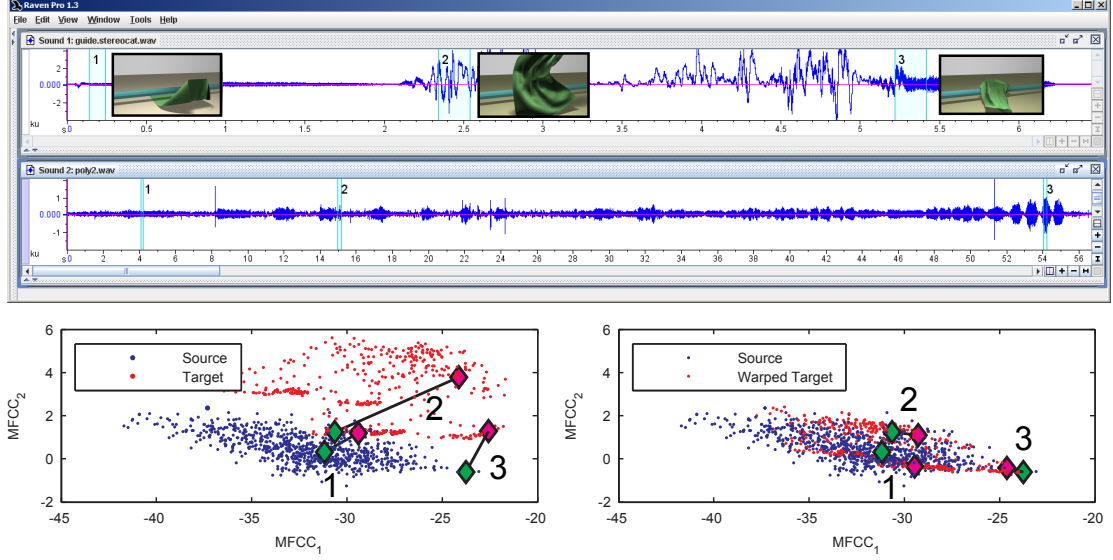 Raven Pro 1.3
File Edit View Window Tools Help
Sound 1: guide.stereocat.wav
1 2 3
2
0.000
-2
ku
s0 0.5 1 1.5 2 2.5 3 3.5 4 4.5 5 5.5 6
Sound 2: poly2.wav
1 2 3
1
0.000
-1
ku
s0 2 4 6 8 10 12 14 16 18 20 22 24 26 28 30 32 34 36 38 40 42 44 46 48 50 52 54 56
6
4
2
0
-2
MFCC2
Source
Target
2
1
3
-45 -40 -35 -30 -25 -20
MFCC1
6
4
2
0
-2
MFCC2
Source
Warped Target
2
3
1
-45 -40 -35 -30 -25 -20
MFCC1